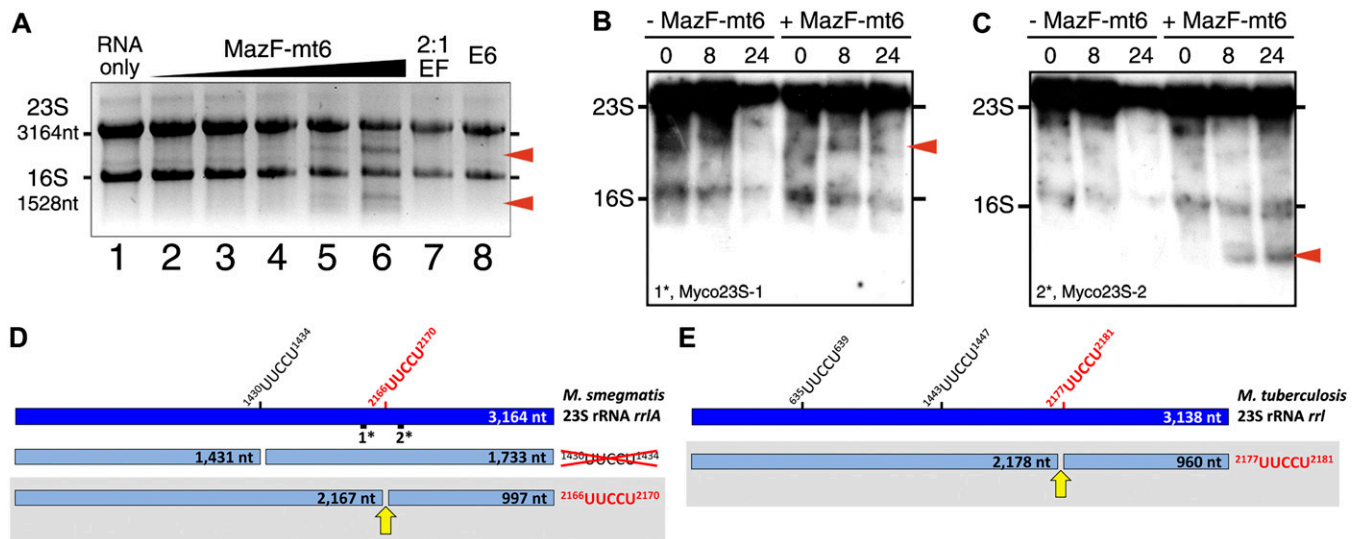 A
RNA only
MazF-mt6
2:1 EF
E6
23S
3164nt
16S
1528nt
1 2 3 4 5 6 7 8
B
- MazF-mt6 + MazF-mt6
0 8 24 0 8 24
23S
16S
1*, Myco23S-1
C
- MazF-mt6 + MazF-mt6
0 8 24 0 8 24
23S
16S
2*, Myco23S-2
D
1430UUCCU1434
2166UUCCU2170
M. smegmatis
3,164 nt
23S rRNA rrlA
1* 2*
1,431 nt 1,733 nt
1430UUCCU1434
2,167 nt 997 nt
2166UUCCU2170
E
635UUCCU639
1443UUCCU1447
2177UUCCU2181
M. tuberculosis
3,138 nt
23S rRNA rrl
2,178 nt 960 nt
2177UUCCU2181